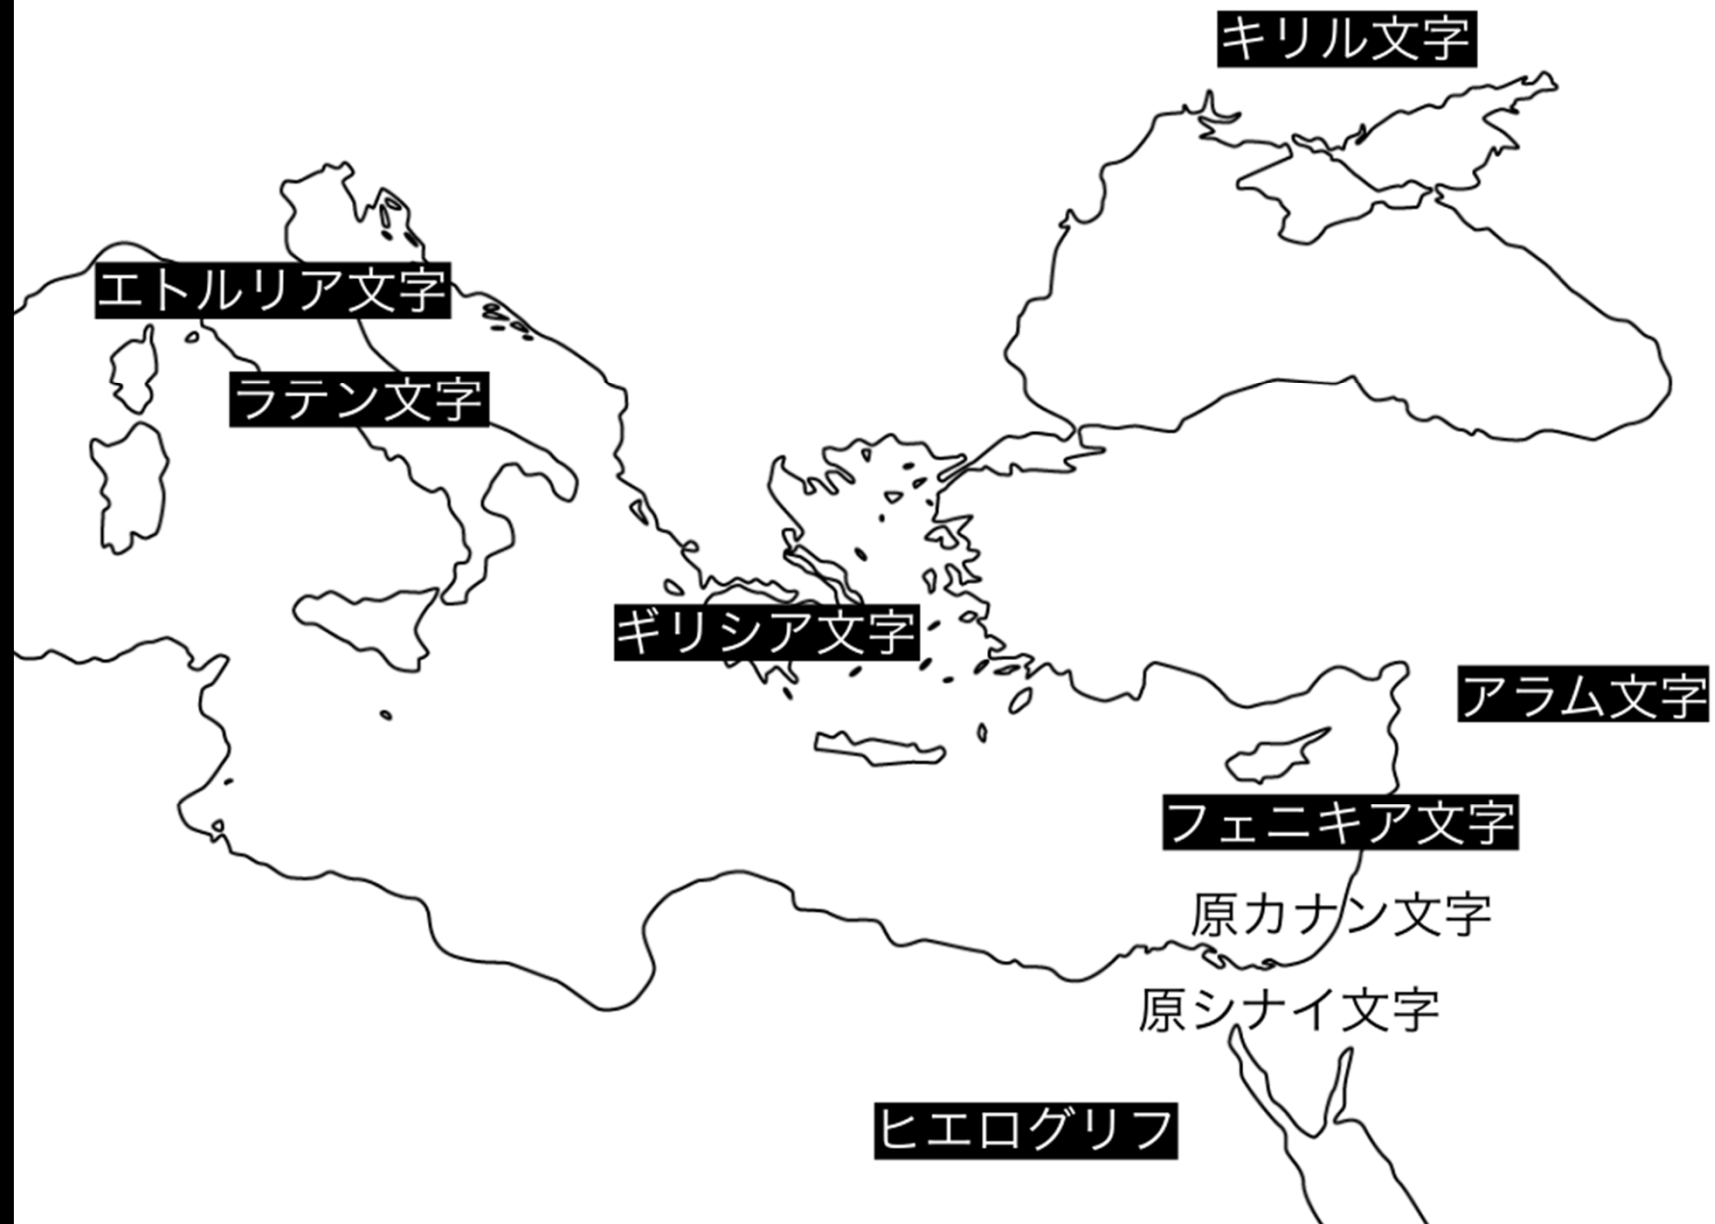 キリル文字
エトルリア文字
ラテン文字
ギリシア文字
アラム文字
フェニキア文字
原カナン文字
原シナイ文字
ヒエログリフ